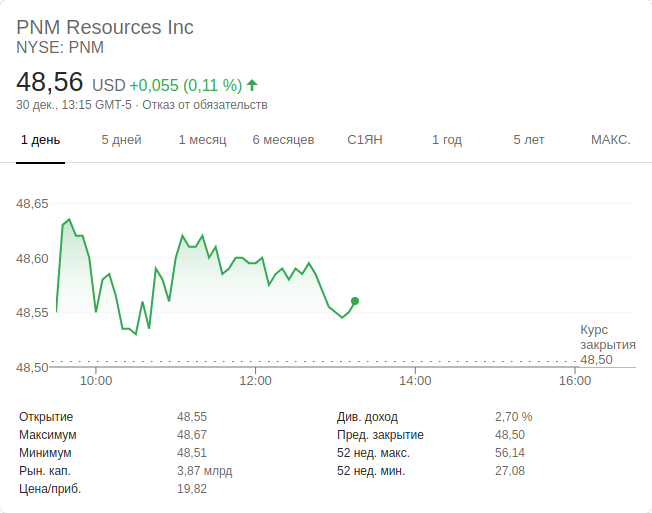 PNM Resources Inc
NYSE: PNM
48,56 USD +0,055 (0,11 %)
30 дек., 13:15 GMT-5 · Отказ от обязательств
1 день 5 дней 1 месяц 6 месяцев С1ЯН 1 год 5 лет МАКС.
48,65
48,60
48,55
48,50
Курс
закрытия
48,50
10:00 12:00 14:00 16:00
Открытие 48,55 Див. доход 2,70 %
Максимум 48,67 Пред. закрытие 48,50
Минимум 48,51 52 нед. макс. 56,14
Рын. кап. 3,87 млрд 52 нед. мин. 27,08
Цена/приб. 19,82